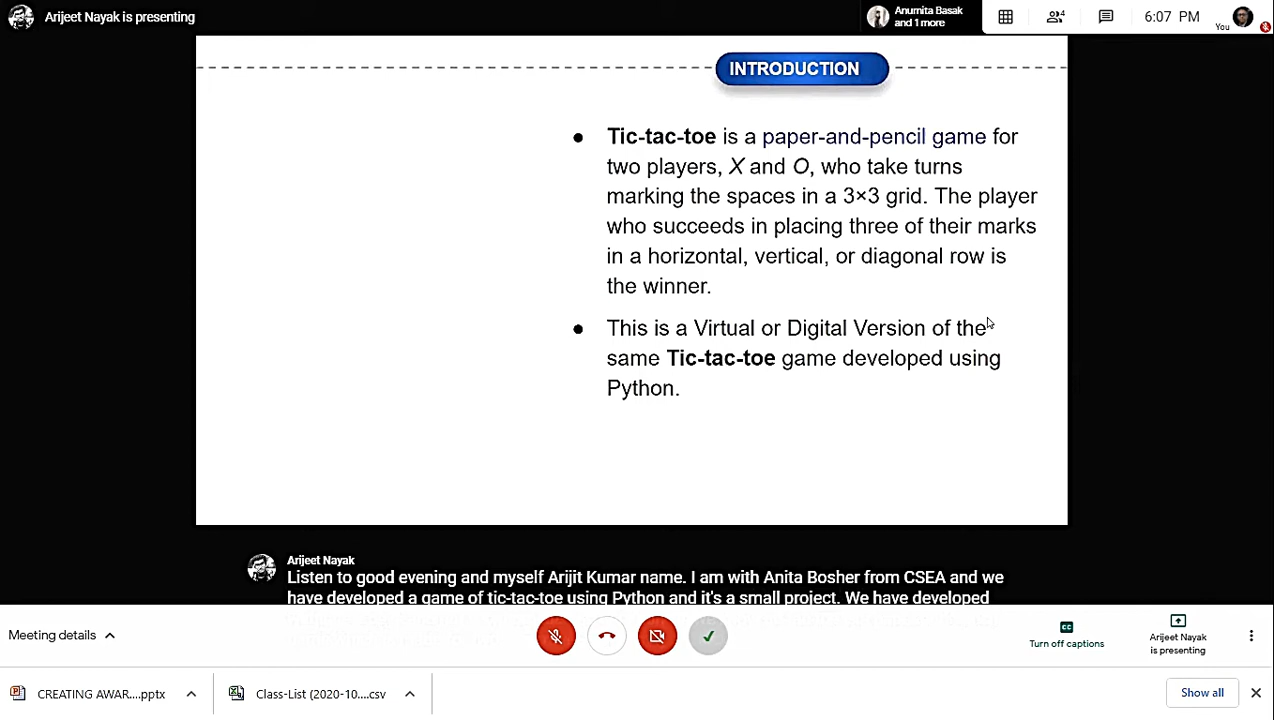 Arijeet Nayak is presenting
Anurnita Basak
and 1 more
4
6:07 PM
You
INTRODUCTION
● Tic-tac-toe is a paper-and-pencil game for
two players, X and O, who take turns
marking the spaces in a 3×3 grid. The player
who succeeds in placing three of their marks
in a horizontal, vertical, or diagonal row is
the winner.
● This is a Virtual or Digital Version of the
same Tic-tac-toe game developed using
Python.
Arijeet Nayak
Listen to good evening and myself Arijit Kumar name. I am with Anita Bosher from CSEA and we
have developed a game of tic-tac-toe using Python and it's a small project. We have developed
Meeting details
CC
Turn off captions
Arijeet Nayak
is presenting
CREATING AWAR....pptx
Class-List (2020-10....csv
Show all